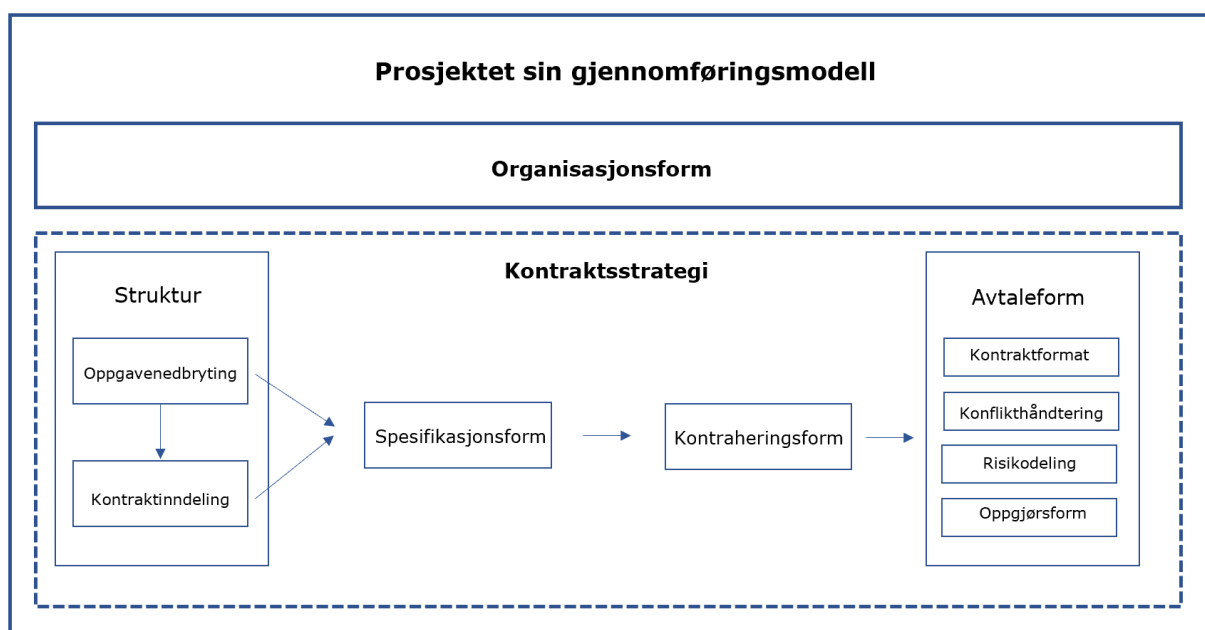 Prosjektet sin gjennomføringsmodell
Organisasjonsform
Kontraktsstrategi
Struktur
Oppgavenedbryting
Kontraktinndeling
Spesifikasjonsform
Kontraheringsform
Avtaleform
Kontraktformat
Konflikthåndtering
Risikodeling
Oppgjørsform